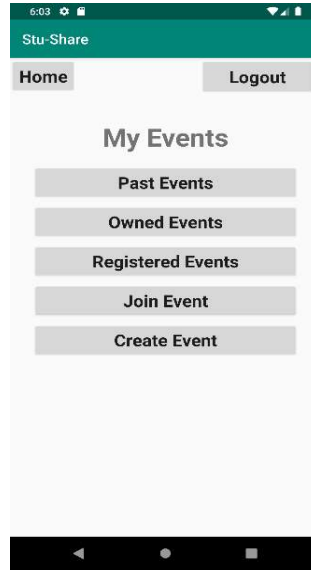 6:03
Stu-Share
Home Logout
My Events
Past Events
Owned Events
Registered Events
Join Event
Create Event